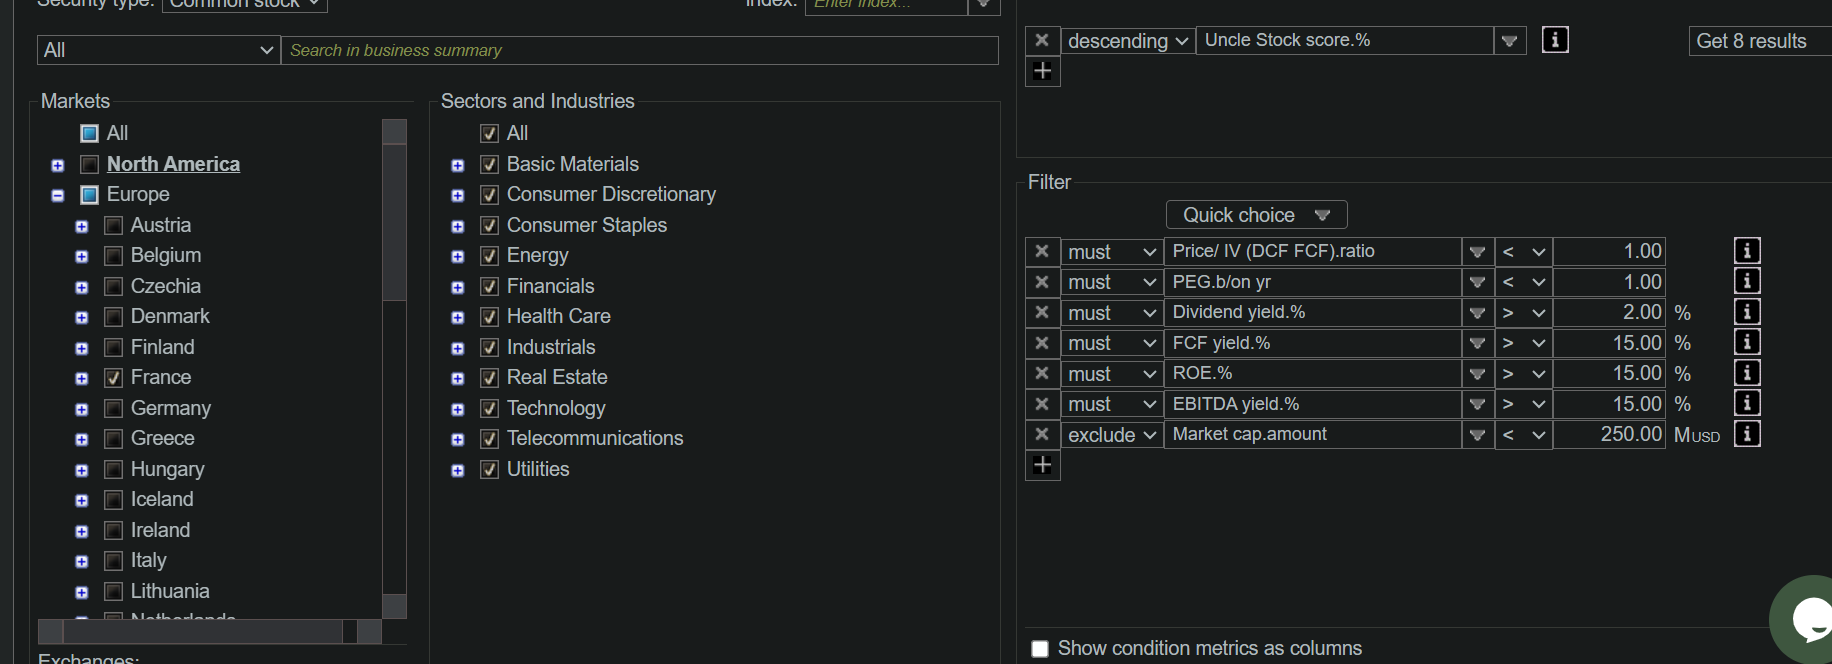 Security type: Common stock
Index: Enter index...
All Search in business summary
Markets
All
North America
Europe
Austria
Belgium
Czechia
Denmark
Finland
France
Germany
Greece
Hungary
Iceland
Ireland
Italy
Lithuania
Netherlands
Exchanges:
Sectors and Industries
All
Basic Materials
Consumer Discretionary
Consumer Staples
Energy
Financials
Health Care
Industrials
Real Estate
Technology
Telecommunications
Utilities
descending Uncle Stock score.% Get 8 results
Filter
Quick choice
must Price/ IV (DCF FCF).ratio < 1.00
must PEG.b/on yr < 1.00
must Dividend yield.% > 2.00 %
must FCF yield.% > 15.00 %
must ROE.% > 15.00 %
must EBITDA yield.% > 15.00 %
exclude Market cap.amount < 250.00 MUSD
Show condition metrics as columns